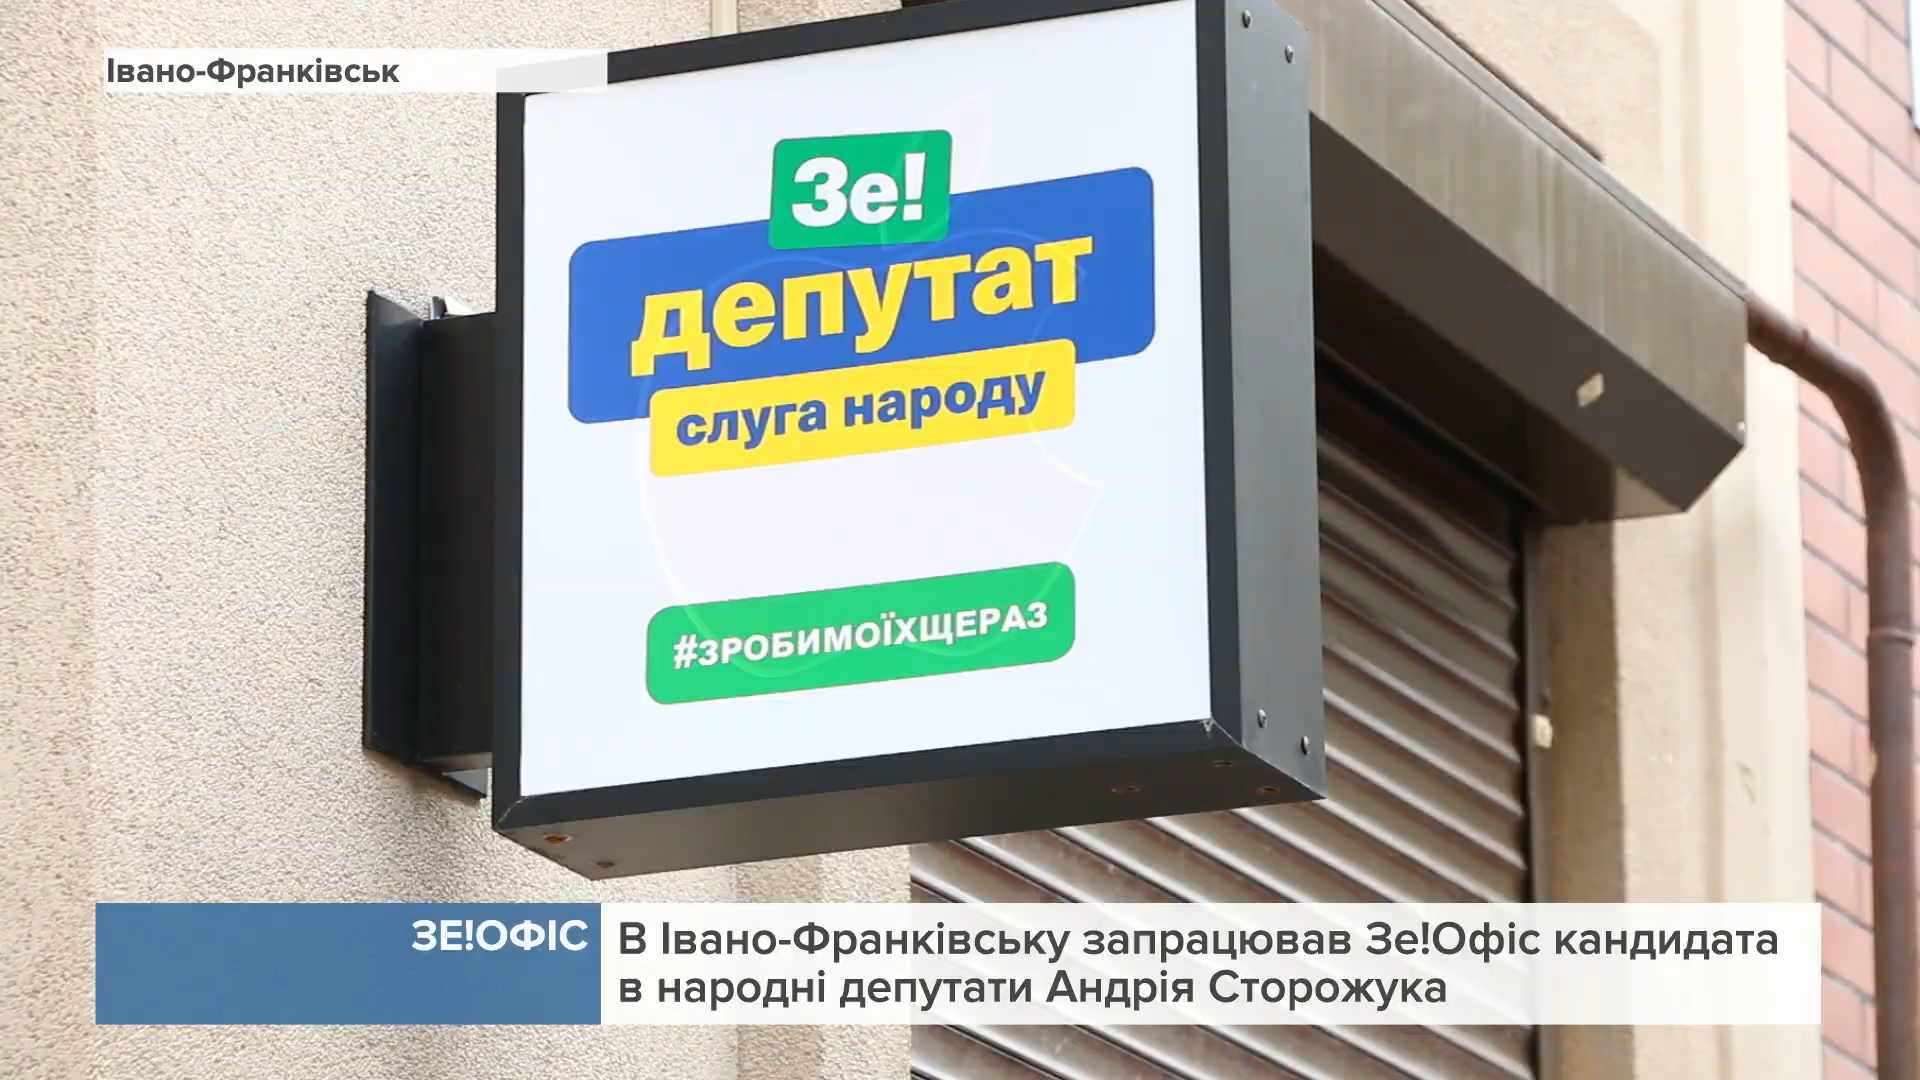 Івано-Франківськ
Зе!
депутат
слуга народу
#ЗРОБИМОЇХЩЕРАЗ
ЗЕ!ОФІС
В Івано-Франківську запрацював Зе!Офіс кандидата
в народні депутати Андрія Сторожука